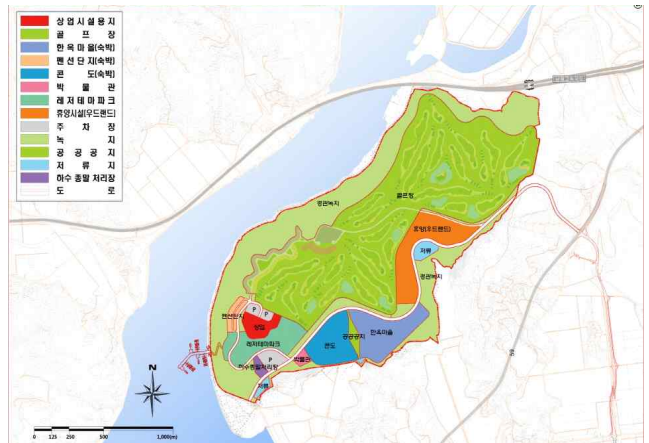 상업시설용지
골프장
한옥마을(숙박)
펜션단지(숙박)
콘도(숙박)
박물관
레저테마파크
휴양시설(우드랜드)
주차장
녹지
공공공지
저류지
하수종말처리장
도로
경관녹지
골프장
휴양(우드랜드)
저류
경관녹지
펜션단지
P
P
상업
레저테마파크
P
박물관
콘도
공공공지
한옥마을
하수종말처리장
저류
N
0 125 250 500 1,000(m)